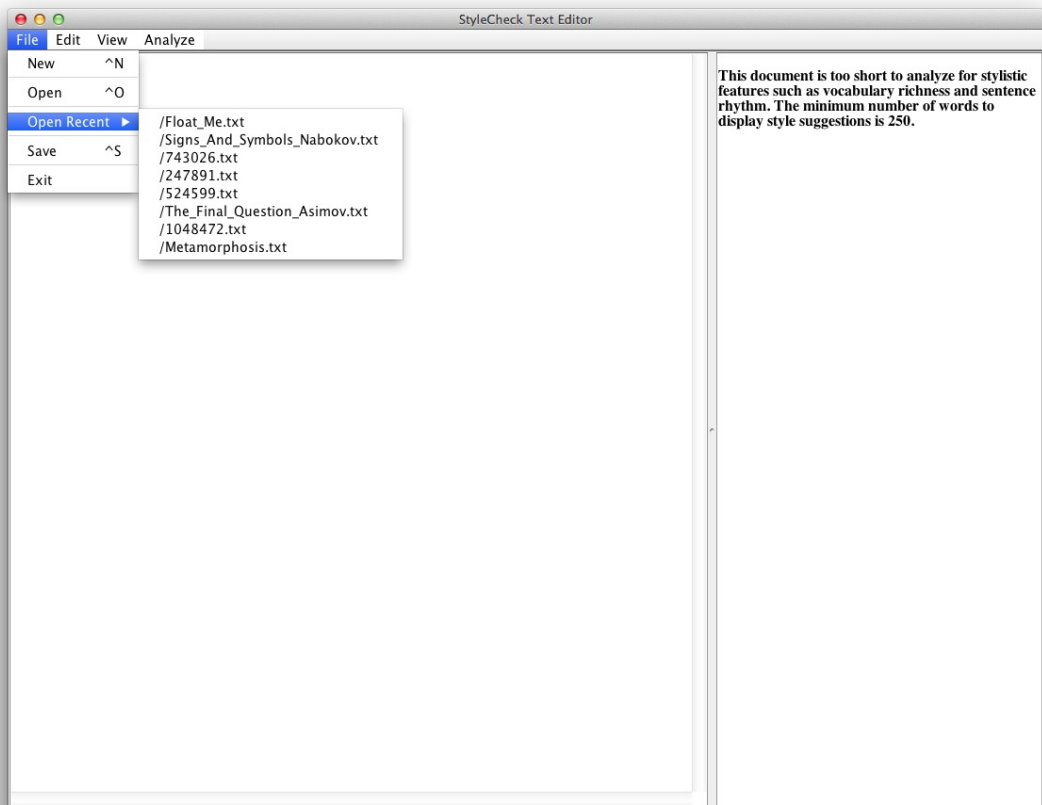 StyleCheck Text Editor
File Edit View Analyze
New ^N
Open ^O
Open Recent ▶
Save ^S
Exit
/Float_Me.txt
/Signs_And_Symbols_Nabokov.txt
/743026.txt
/247891.txt
/524599.txt
/The_Final_Question_Asimov.txt
/1048472.txt
/Metamorphosis.txt
This document is too short to analyze for stylistic
features such as vocabulary richness and sentence
rhythm. The minimum number of words to
display style suggestions is 250.